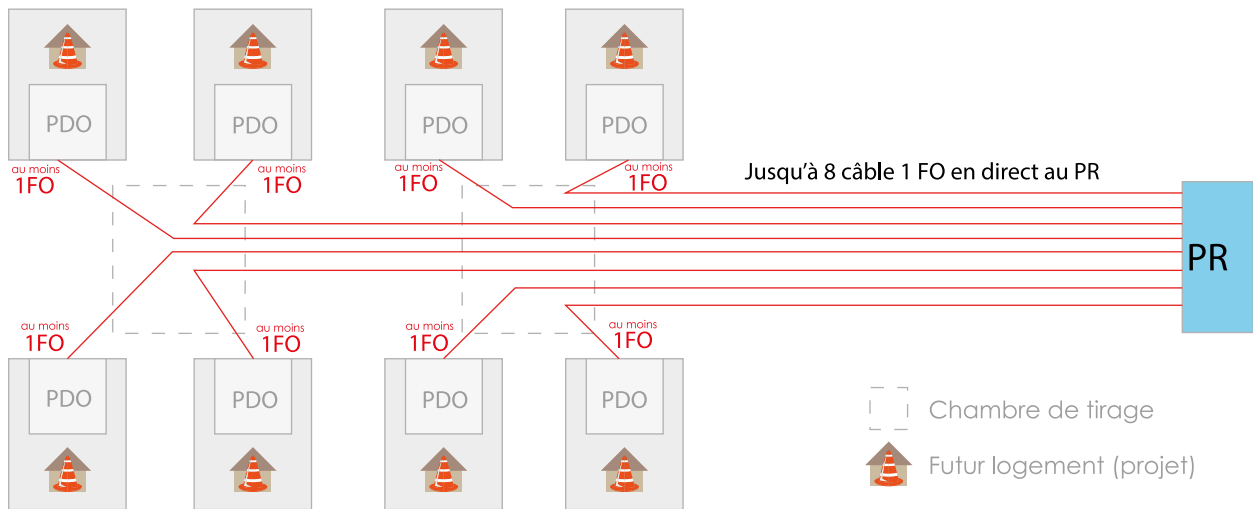 PDO
PDO
PDO
PDO
au moins
1FO
au moins
1FO
au moins
1FO
au moins
1FO
Jusqu'à 8 câble 1 FO en direct au PR
PR
au moins
1FO
au moins
1FO
au moins
1FO
au moins
1FO
PDO
PDO
PDO
PDO
Chambre de tirage
Futur logement (projet)